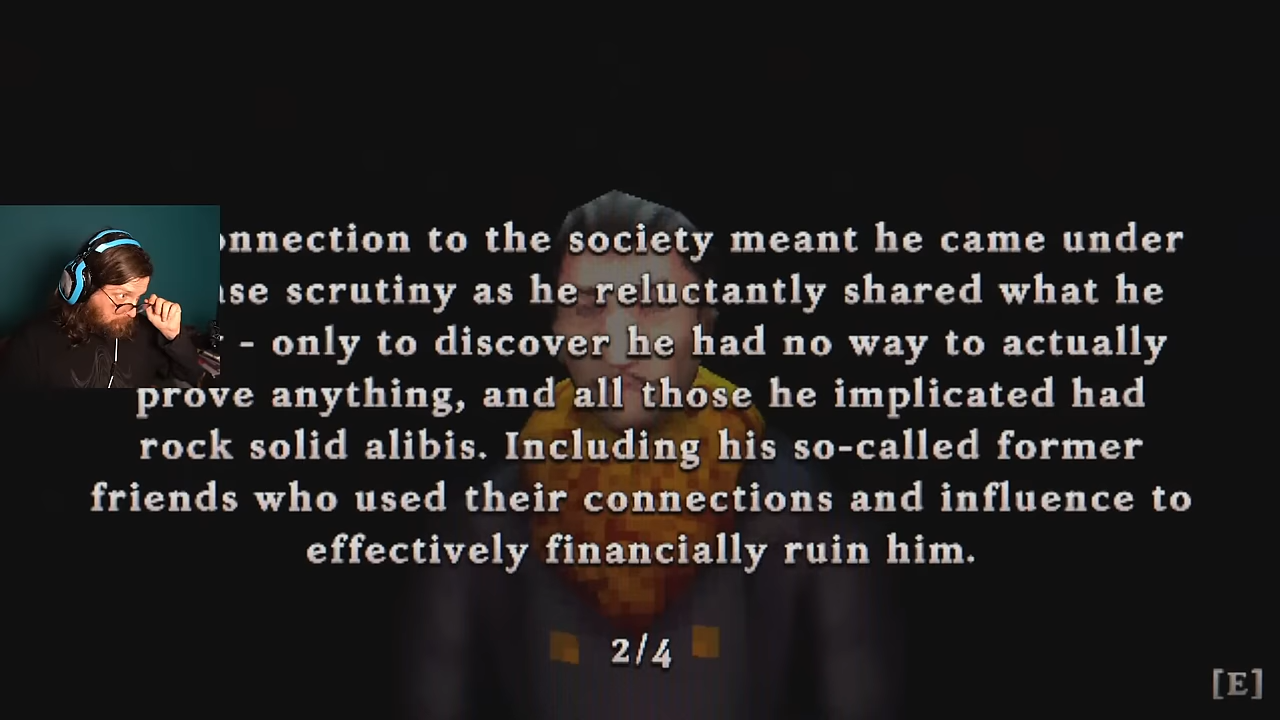 connection to the society meant he came under
scrutiny as he reluctantly shared what he
- only to discover he had no way to actually
prove anything, and all those he implicated had
rock solid alibis. Including his so-called former
friends who used their connections and influence to
effectively financially ruin him.
2/4
[E]